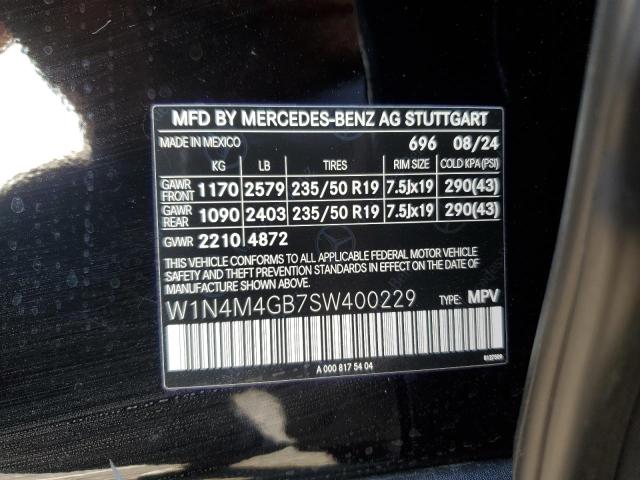 MFD BY MERCEDES-BENZ AG STUTTGART
MADE IN MEXICO 696 08/24
KG LB TIRES RIM SIZE COLD KPA(PSI)
GAWR FRONT 1170 2579 235/50 R19 7.5Jx19 290(43)
GAWR REAR 1090 2403 235/50 R19 7.5Jx19 290(43)
GVWR 2210 4872
THIS VEHICLE CONFORMS TO ALL APPLICABLE FEDERAL MOTOR VEHICLE
SAFETY AND THEFT PREVENTION STANDARDS IN EFFECT ON THE DATE OF
MANUFACTURE SHOWN ABOVE.
W1N4M4GB7SW400229 TYPE: MPV
A 000 817 54 04